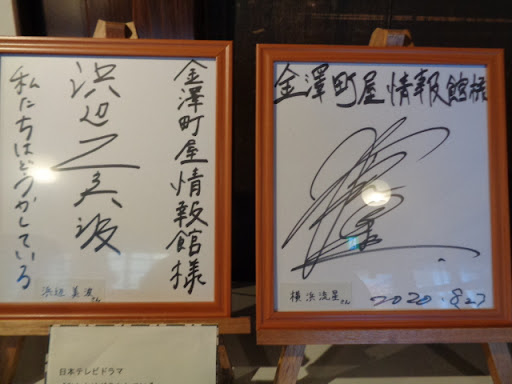 金澤町屋情報館様
浜辺美波
私たちはどうかしている
浜辺 美波さん
金澤町屋情報館様
横浜流星さん
2020.8.27
日本テレビドラマ